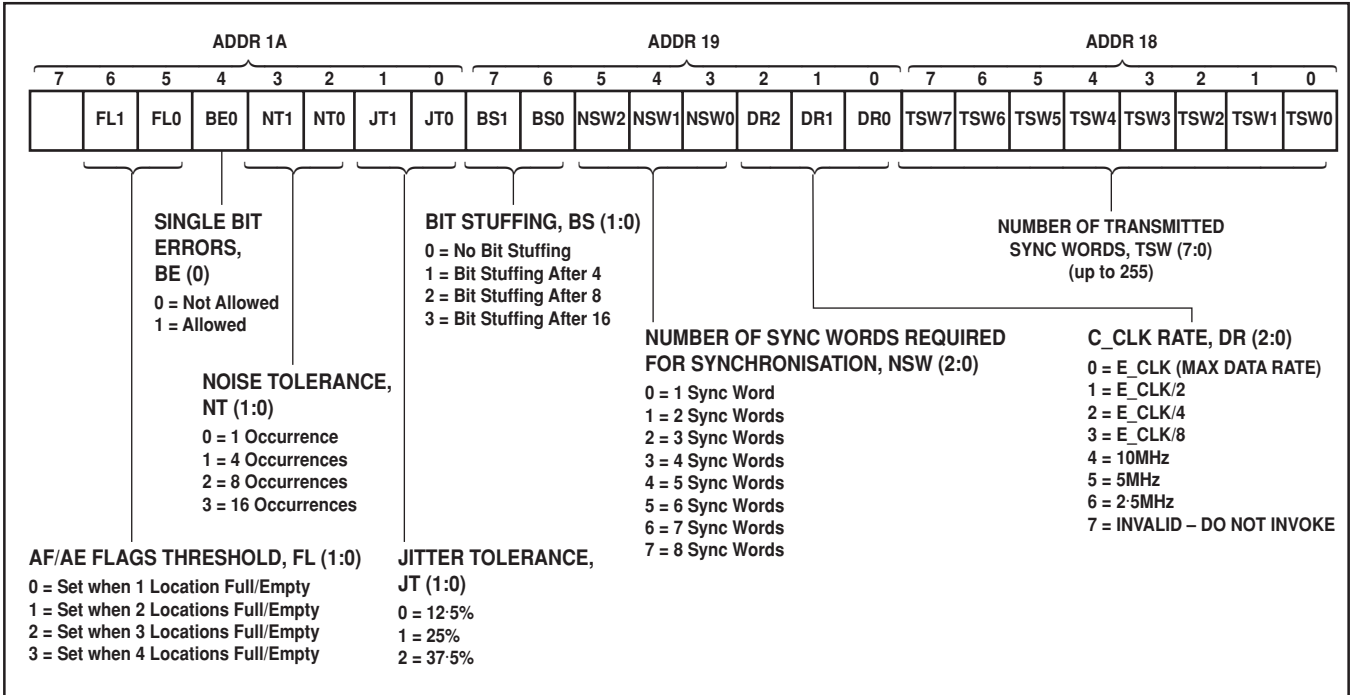 ADDR 1A ADDR 19 ADDR 18
7 6 5 4 3 2 1 0 7 6 5 4 3 2 1 0 7 6 5 4 3 2 1 0
FL1 FL0 BE0 NT1 NT0 JT1 JT0 BS1 BS0 NSW2 NSW1 NSW0 DR2 DR1 DR0 TSW7 TSW6 TSW5 TSW4 TSW3 TSW2 TSW1 TSW0
SINGLE BIT
ERRORS,
BE (0)
0 = Not Allowed
1 = Allowed
BIT STUFFING, BS (1:0)
0 = No Bit Stuffing
1 = Bit Stuffing After 4
2 = Bit Stuffing After 8
3 = Bit Stuffing After 16
NUMBER OF TRANSMITTED
SYNC WORDS, TSW (7:0)
(up to 255)
NOISE TOLERANCE,
NT (1:0)
0 = 1 Occurrence
1 = 4 Occurrences
2 = 8 Occurrences
3 = 16 Occurrences
NUMBER OF SYNC WORDS REQUIRED
FOR SYNCHRONISATION, NSW (2:0)
0 = 1 Sync Word
1 = 2 Sync Words
2 = 3 Sync Words
3 = 4 Sync Words
4 = 5 Sync Words
5 = 6 Sync Words
6 = 7 Sync Words
7 = 8 Sync Words
C_CLK RATE, DR (2:0)
0 = E_CLK (MAX DATA RATE)
1 = E_CLK/2
2 = E_CLK/4
3 = E_CLK/8
4 = 10MHz
5 = 5MHz
6 = 2·5MHz
7 = INVALID – DO NOT INVOKE
AF/AE FLAGS THRESHOLD, FL (1:0)
0 = Set when 1 Location Full/Empty
1 = Set when 2 Locations Full/Empty
2 = Set when 3 Locations Full/Empty
3 = Set when 4 Locations Full/Empty
JITTER TOLERANCE,
JT (1:0)
0 = 12·5%
1 = 25%
2 = 37·5%